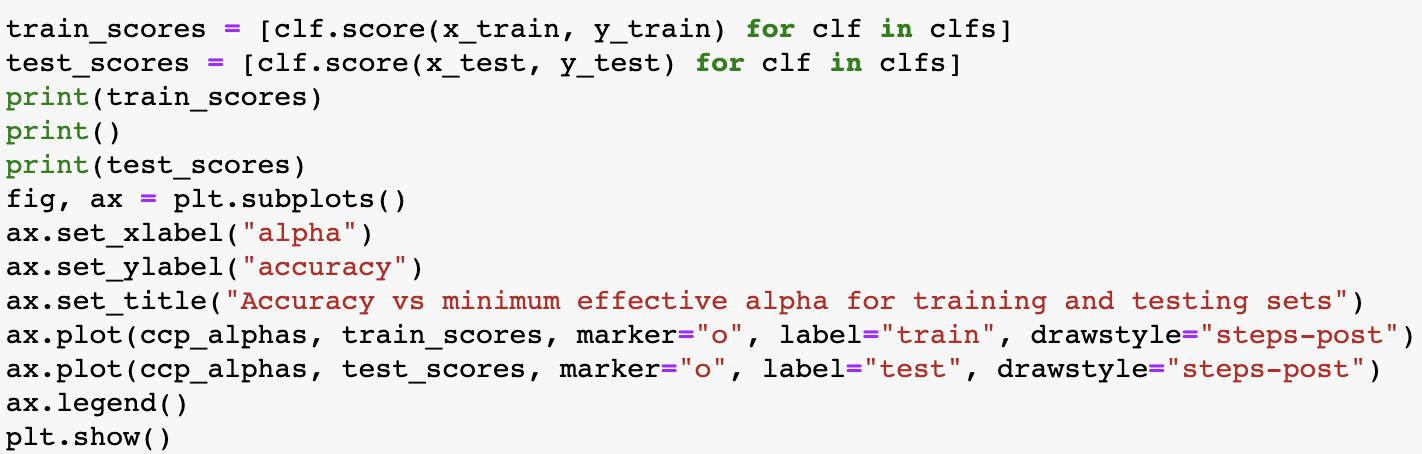 train_scores = [clf.score(x_train, y_train) for clf in clfs]
test_scores = [clf.score(x_test, y_test) for clf in clfs]
print(train_scores)
print()
print(test_scores)
fig, ax = plt.subplots()
ax.set_xlabel("alpha")
ax.set_ylabel("accuracy")
ax.set_title("Accuracy vs minimum effective alpha for training and testing sets")
ax.plot(ccp_alphas, train_scores, marker="o", label="train", drawstyle="steps-post")
ax.plot(ccp_alphas, test_scores, marker="o", label="test", drawstyle="steps-post")
ax.legend()
plt.show()